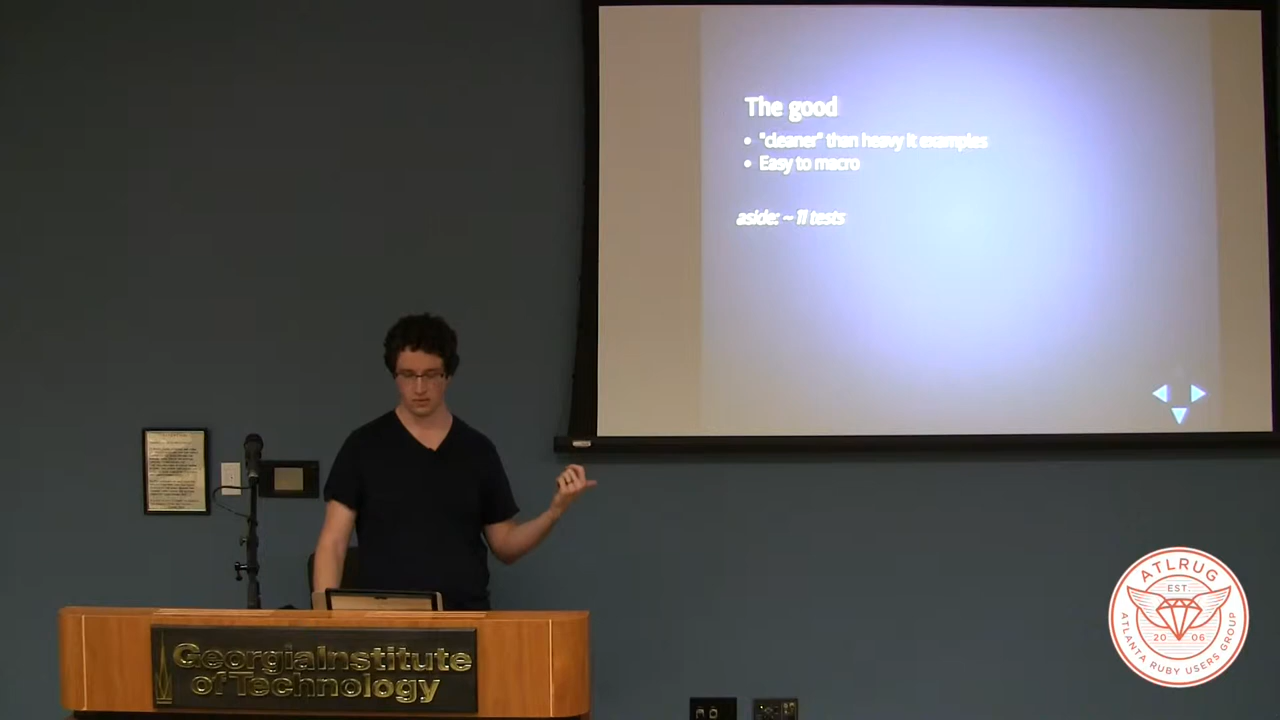 The good
• "cleaner" than heavy it examples
• Easy to macro
aside: ~ 11 tests
Georgia Institute
of Technology
ATLRUG
EST.
20 06
ATLANTA RUBY USERS GROUP